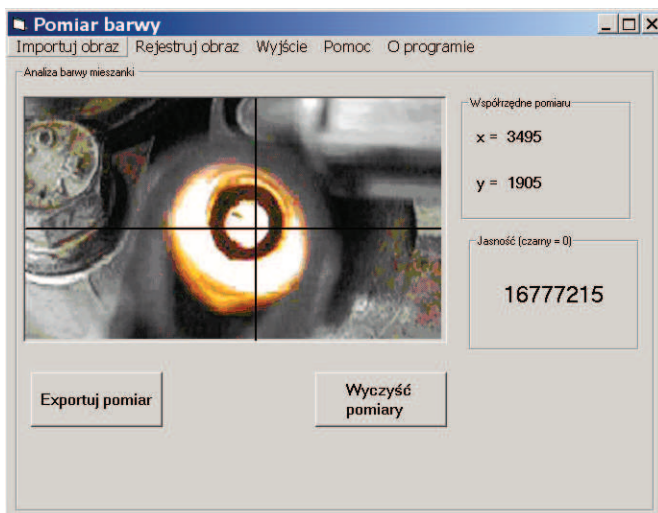 Pomiar barwy
Importuj obraz Rejestruj obraz Wyjście Pomoc O programie
Analiza barwy mieszanki
Współrzędne pomiaru
x = 3495
y = 1905
Jasność (czarny = 0)
16777215
Exportuj pomiar
Wyczyść
pomiary